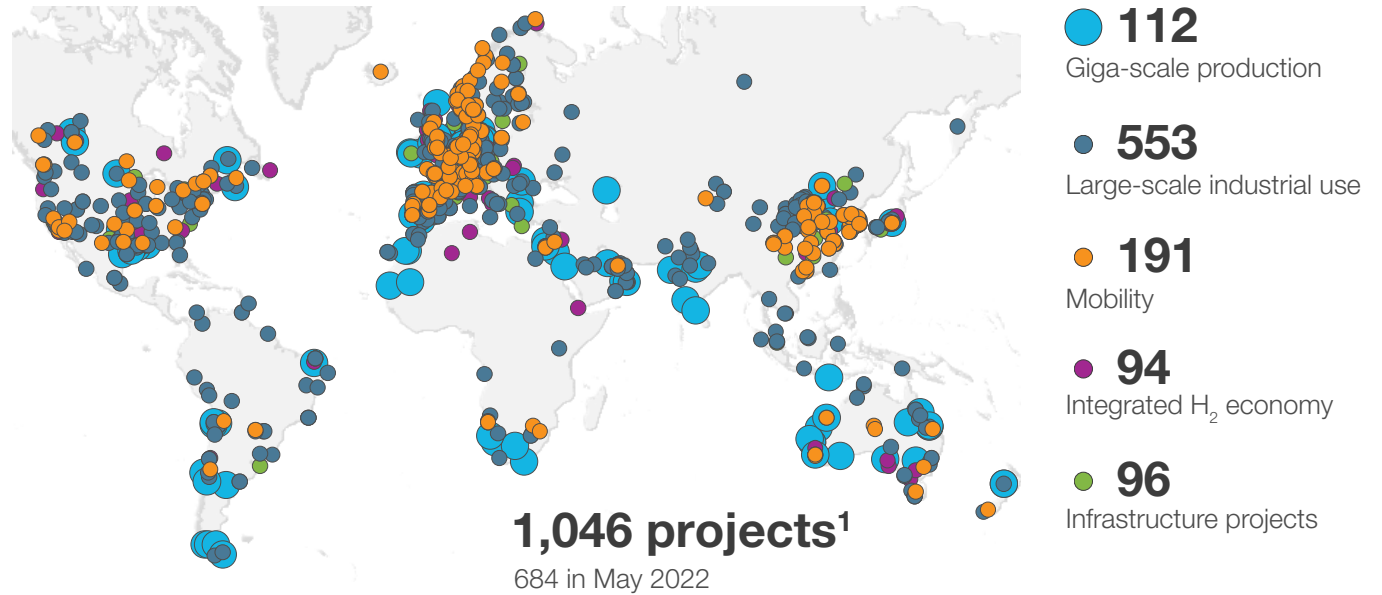 112
Giga-scale production
553
Large-scale industrial use
191
Mobility
94
Integrated H₂ economy
96
Infrastructure projects
1,046 projects¹
684 in May 2022